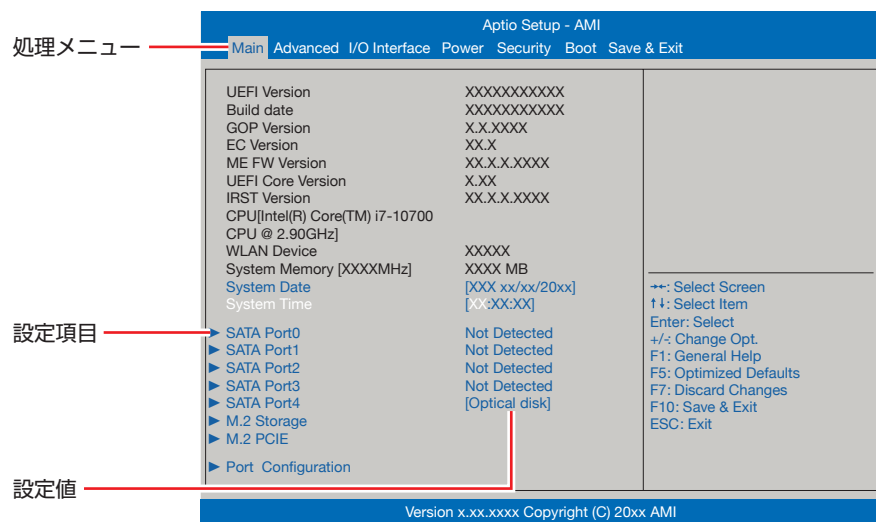 Aptio Setup - AMI
処理メニュー
Main Advanced I/O Interface Power Security Boot Save & Exit
UEFI Version XXXXXXXXXXX
Build date XXXXXXXXXXX
GOP Version X.X.XXXX
EC Version XX.X
ME FW Version XX.X.X.XXXX
UEFI Core Version X.XX
IRST Version XX.X.X.XXXX
CPU[Intel(R) Core(TM) i7-10700
CPU @ 2.90GHz]
WLAN Device XXXXX
System Memory [XXXXMHz] XXXX MB
System Date [XXX xx/xx/20xx]
System Time [XX:XX:XX]
設定項目
▶ SATA Port0 Not Detected
▶ SATA Port1 Not Detected
▶ SATA Port2 Not Detected
▶ SATA Port3 Not Detected
▶ SATA Port4 [Optical disk]
▶ M.2 Storage
▶ M.2 PCIE
▶ Port Configuration
設定値
→←: Select Screen
↑↓: Select Item
Enter: Select
+/-: Change Opt.
F1: General Help
F5: Optimized Defaults
F7: Discard Changes
F10: Save & Exit
ESC: Exit
Version x.xx.xxxx Copyright (C) 20xx AMI